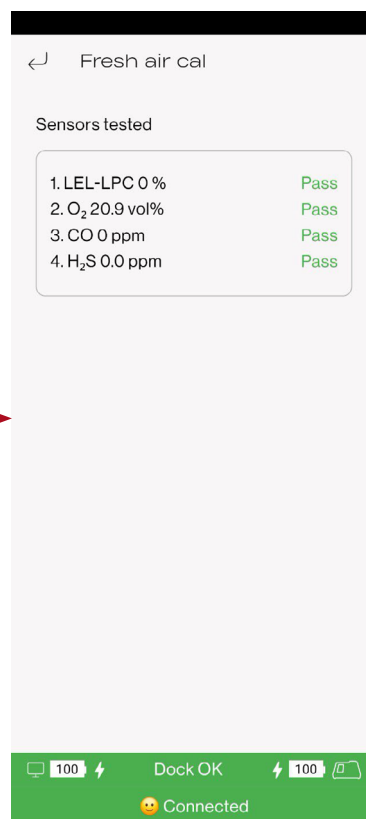 Fresh air cal
Sensors tested
1. LEL-LPC 0 % Pass
2. O₂ 20.9 vol% Pass
3. CO 0 ppm Pass
4. H₂S 0.0 ppm Pass
100 Dock OK 100
Connected